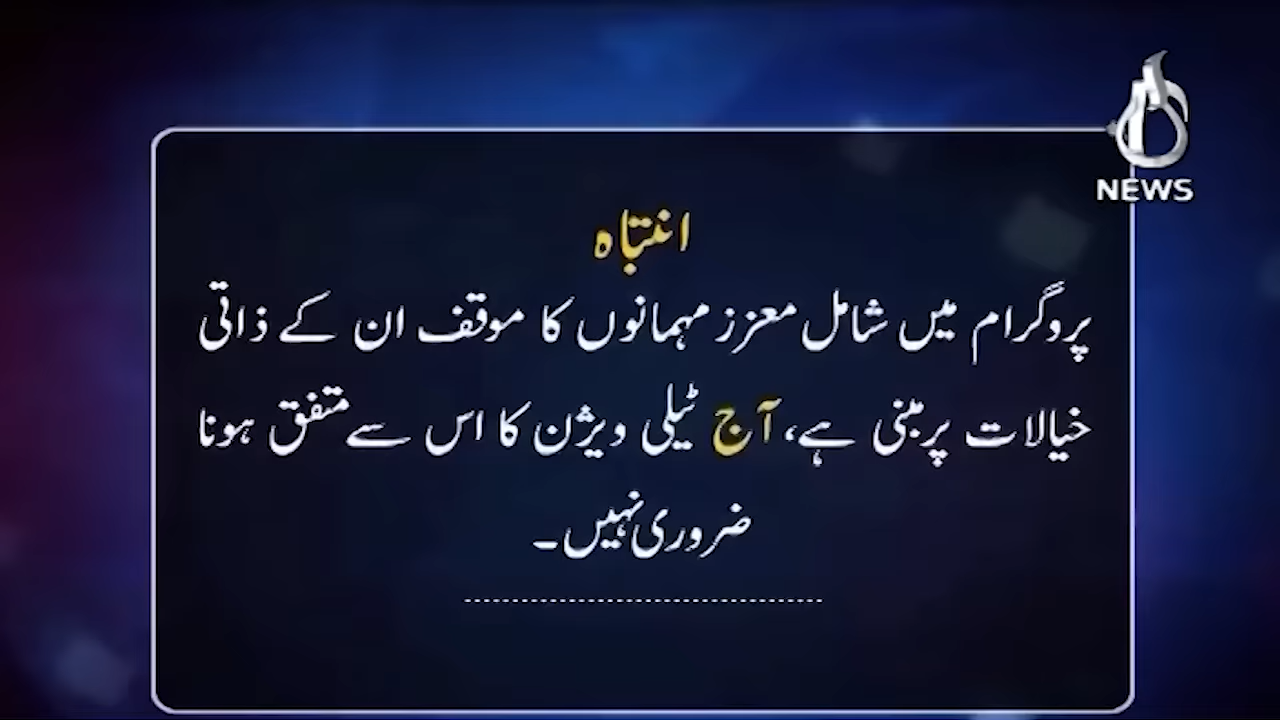 NEWS
انتباہ
پروگرام میں شامل معزز مہمانوں کا موقف ان کے ذاتی
خیالات پر مبنی ہے، آج ٹیلی ویژن کا اس سے متفق ہونا
ضروری نہیں۔